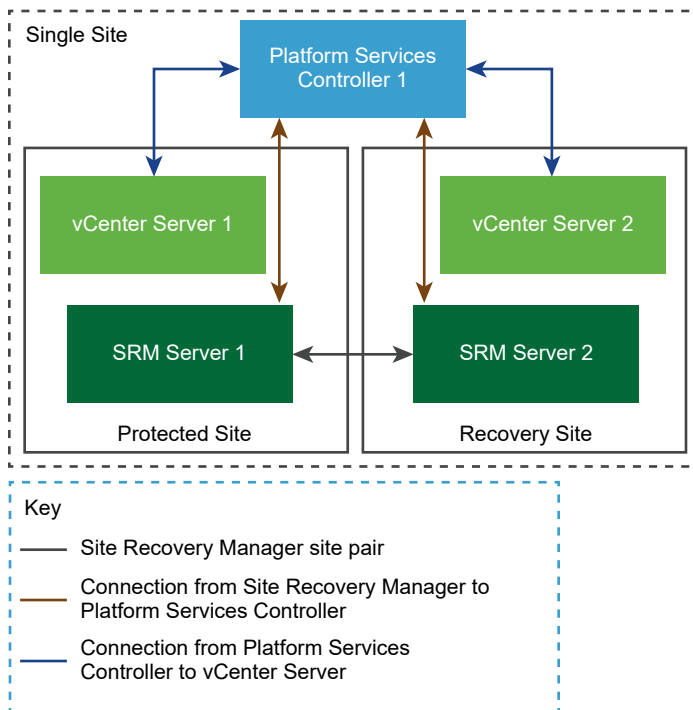 Single Site
Platform Services
Controller 1
vCenter Server 1
vCenter Server 2
SRM Server 1
SRM Server 2
Protected Site
Recovery Site
Key
Site Recovery Manager site pair
Connection from Site Recovery Manager to
Platform Services Controller
Connection from Platform Services
Controller to vCenter Server